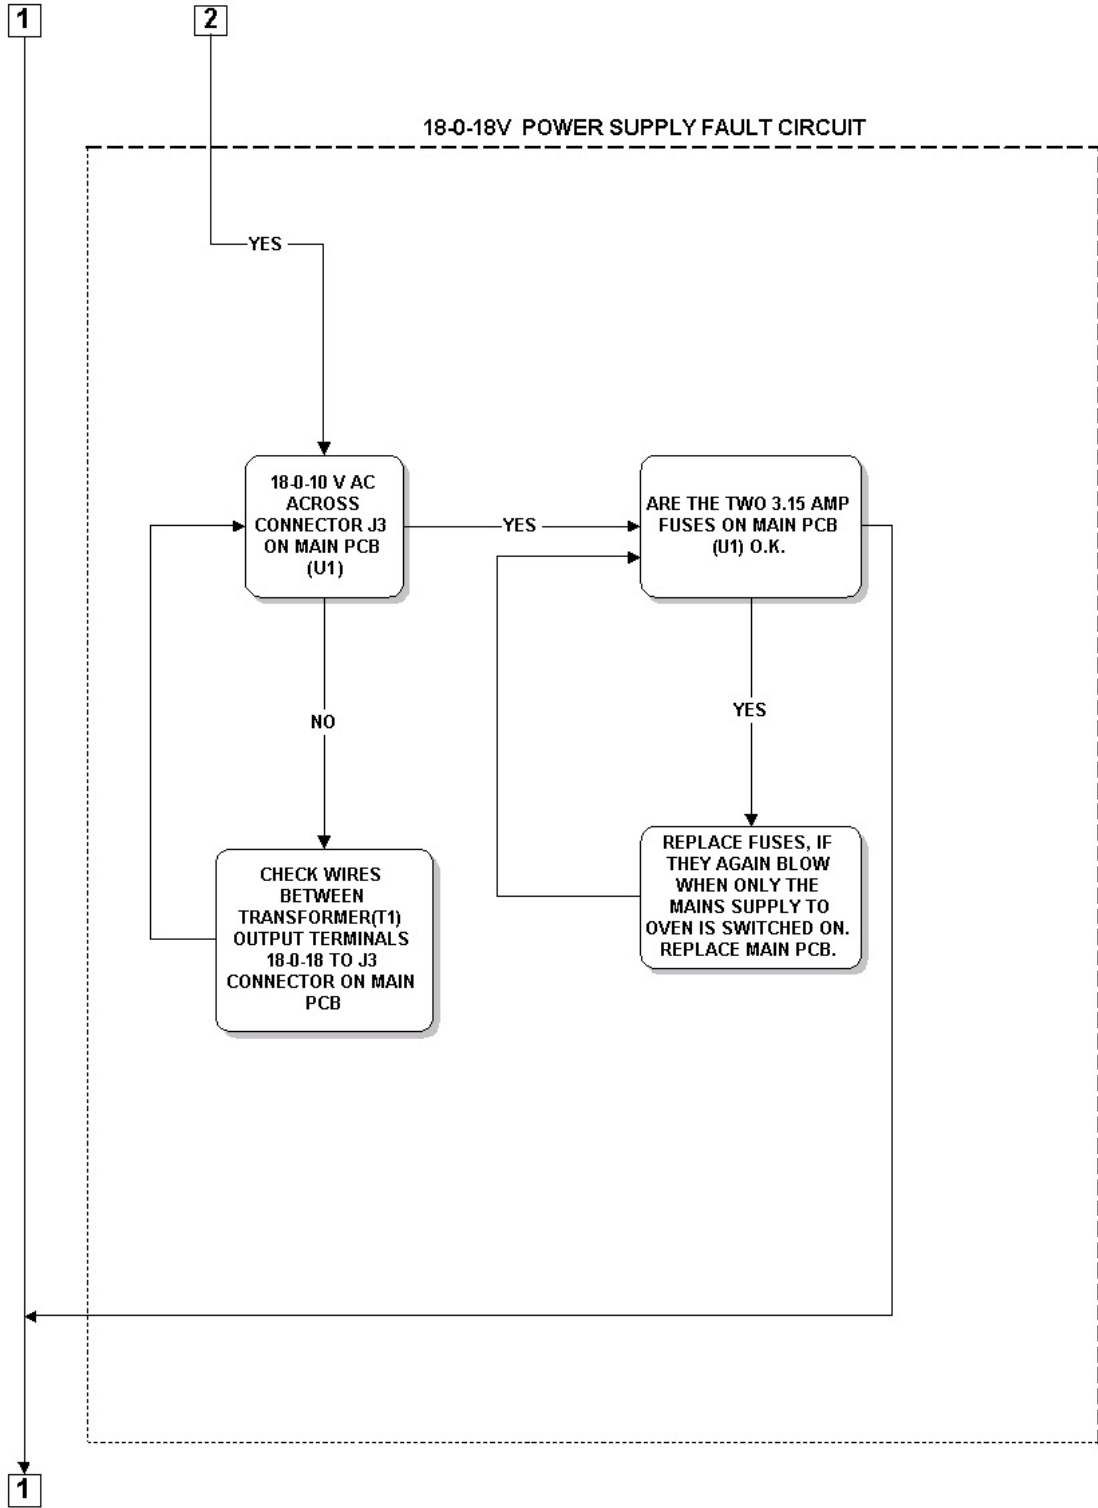 1
2
18-0-18V POWER SUPPLY FAULT CIRCUIT
YES
18-0-10 V AC
ACROSS
CONNECTOR J3
ON MAIN PCB
(U1)
YES
ARE THE TWO 3.15 AMP
FUSES ON MAIN PCB
(U1) O.K.
NO
YES
CHECK WIRES
BETWEEN
TRANSFORMER(T1)
OUTPUT TERMINALS
18-0-18 TO J3
CONNECTOR ON MAIN
PCB
REPLACE FUSES, IF
THEY AGAIN BLOW
WHEN ONLY THE
MAINS SUPPLY TO
OVEN IS SWITCHED ON.
REPLACE MAIN PCB.
1